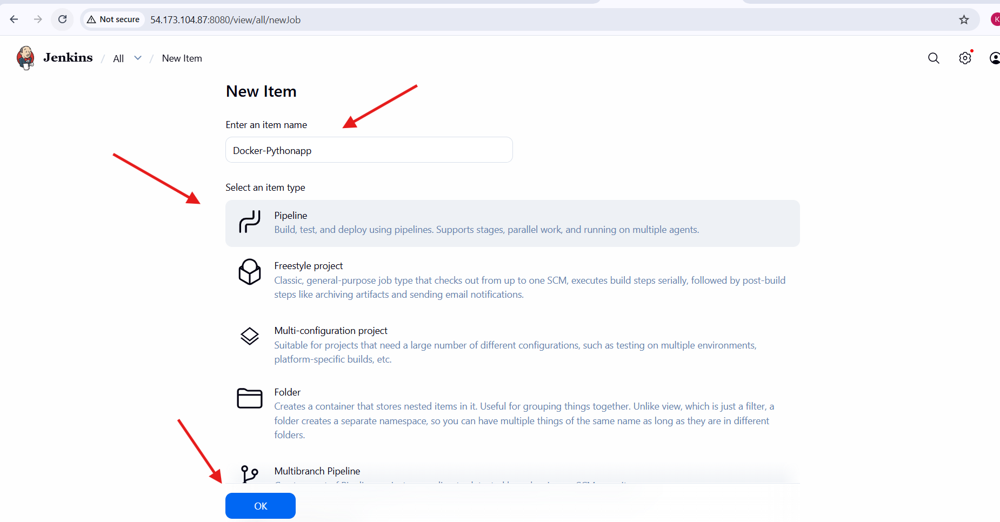 Not secure 54.173.104.87:8080/view/all/newJob
K
Jenkins / All / New Item
New Item
Enter an item name
Docker-Pythonapp
Select an item type
Pipeline
Build, test, and deploy using pipelines. Supports stages, parallel work, and running on multiple agents.
Freestyle project
Classic, general-purpose job type that checks out from up to one SCM, executes build steps serially, followed by post-build
steps like archiving artifacts and sending email notifications.
Multi-configuration project
Suitable for projects that need a large number of different configurations, such as testing on multiple environments,
platform-specific builds, etc.
Folder
Creates a container that stores nested items in it. Useful for grouping things together. Unlike view, which is just a filter, a
folder creates a separate namespace, so you can have multiple things of the same name as long as they are in different
folders.
Multibranch Pipeline
OK